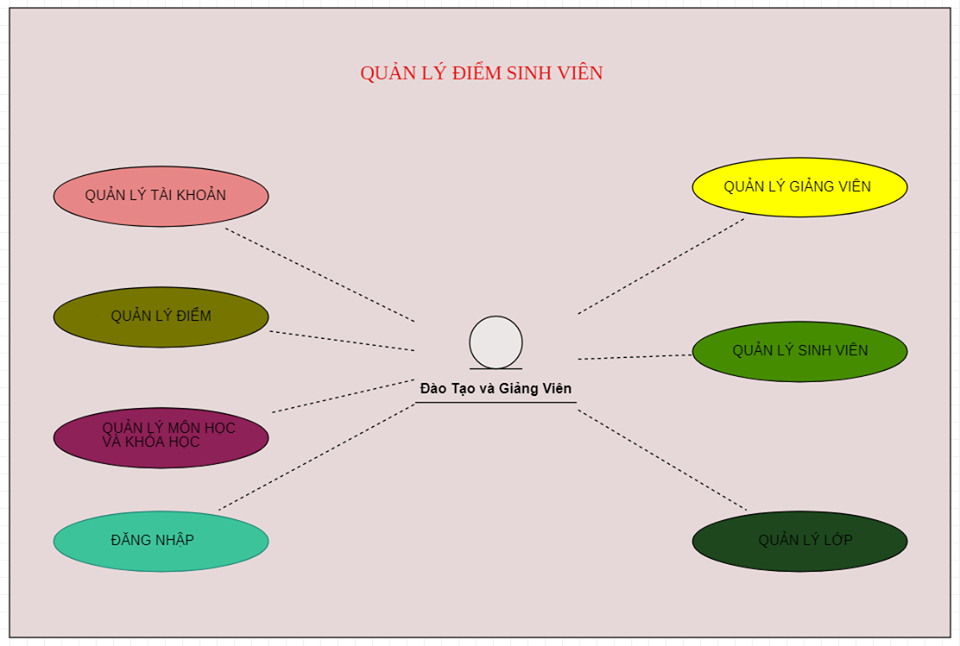 QUẢN LÝ ĐIỂM SINH VIÊN
QUẢN LÝ TÀI KHOẢN
QUẢN LÝ GIẢNG VIÊN
QUẢN LÝ ĐIỂM
QUẢN LÝ SINH VIÊN
Đào Tạo và Giảng Viên
QUẢN LÝ MÔN HỌC
VÀ KHÓA HỌC
ĐĂNG NHẬP
QUẢN LÝ LỚP